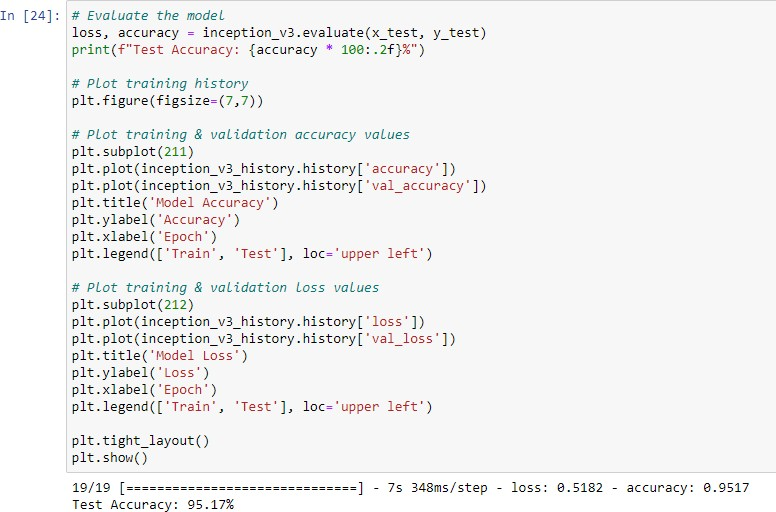 In [24]: # Evaluate the model
loss, accuracy = inception_v3.evaluate(x_test, y_test)
print(f"Test Accuracy: {accuracy * 100:.2f}%")
# Plot training history
plt.figure(figsize=(7,7))
# Plot training & validation accuracy values
plt.subplot(211)
plt.plot(inception_v3_history.history['accuracy'])
plt.plot(inception_v3_history.history['val_accuracy'])
plt.title('Model Accuracy')
plt.ylabel('Accuracy')
plt.xlabel('Epoch')
plt.legend(['Train', 'Test'], loc='upper left')
# Plot training & validation loss values
plt.subplot(212)
plt.plot(inception_v3_history.history['loss'])
plt.plot(inception_v3_history.history['val_loss'])
plt.title('Model Loss')
plt.ylabel('Loss')
plt.xlabel('Epoch')
plt.legend(['Train', 'Test'], loc='upper left')
plt.tight_layout()
plt.show()
19/19 [==============================] - 7s 348ms/step - loss: 0.5182 - accuracy: 0.9517
Test Accuracy: 95.17%